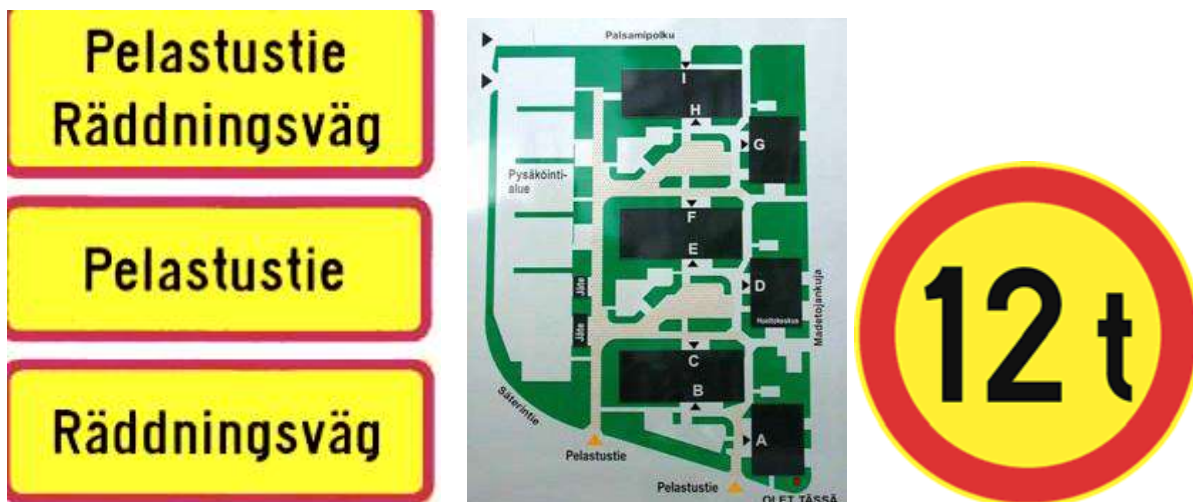 Pelastustie
Räddningsväg
Pelastustie
Räddningsväg
Palsamipolku
I
H
G
Pysäköinti-
alue
F
E
D
Huoltokeskus
Jäte
Jäte
Madetojankuja
C
B
A
Säterintie
Pelastustie
Pelastustie
OLET TÄSSÄ
12 t